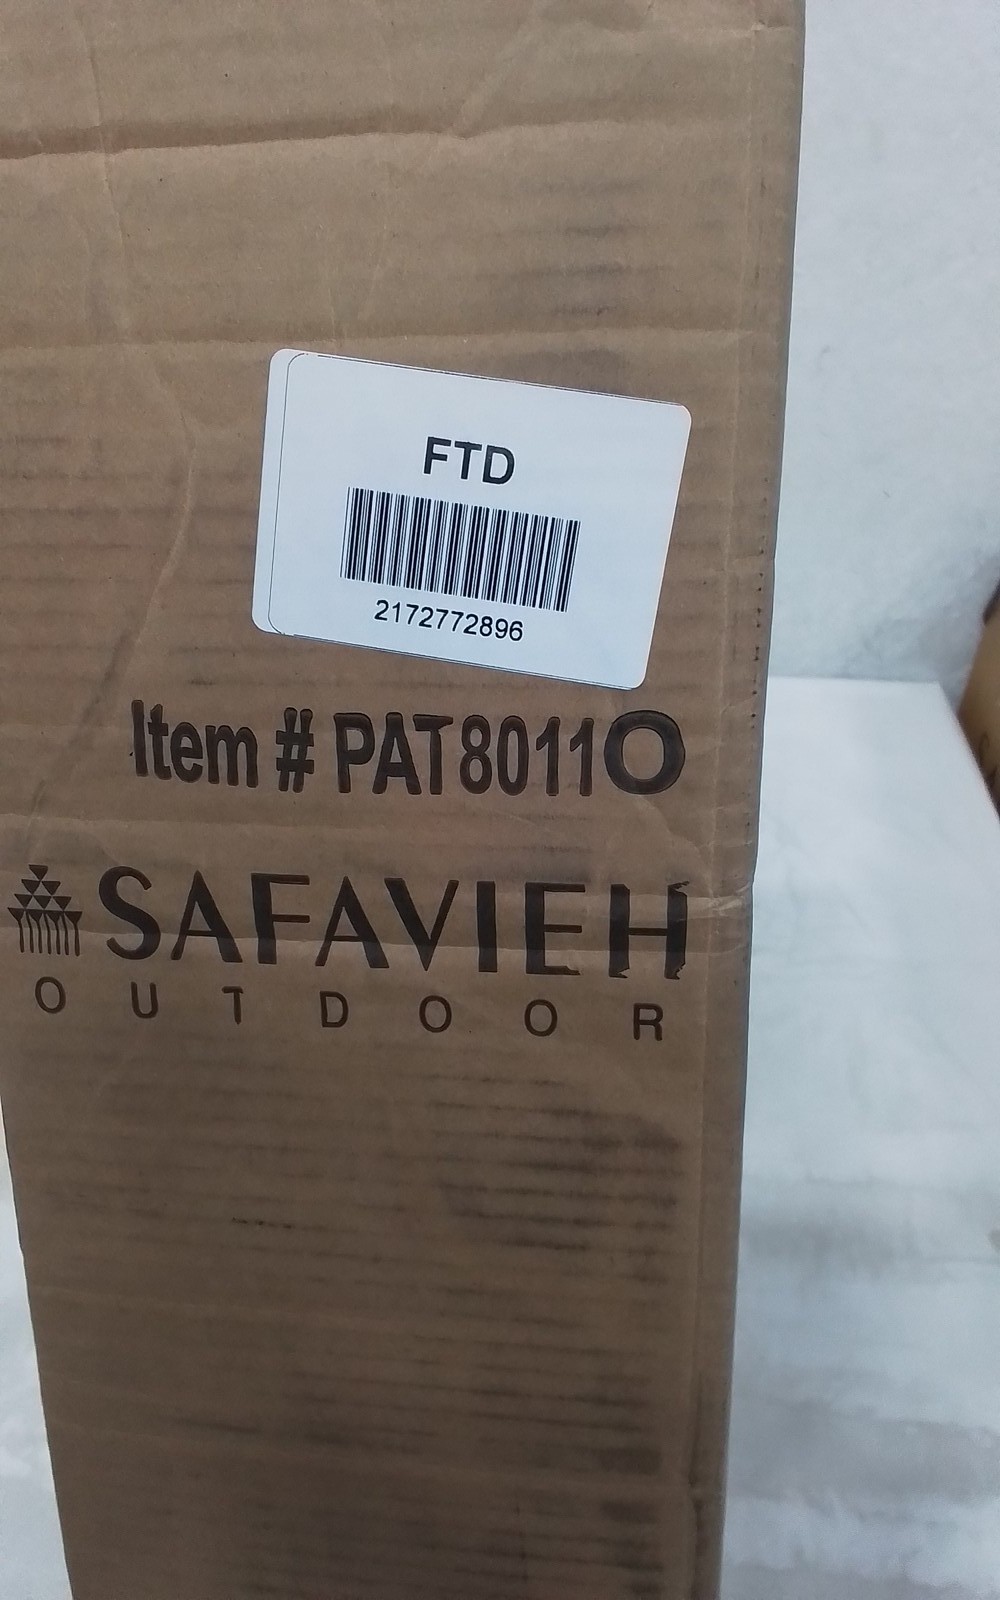 FTD
2172772896
Item # PAT8011O
SAFAVIEH
OUTDOOR